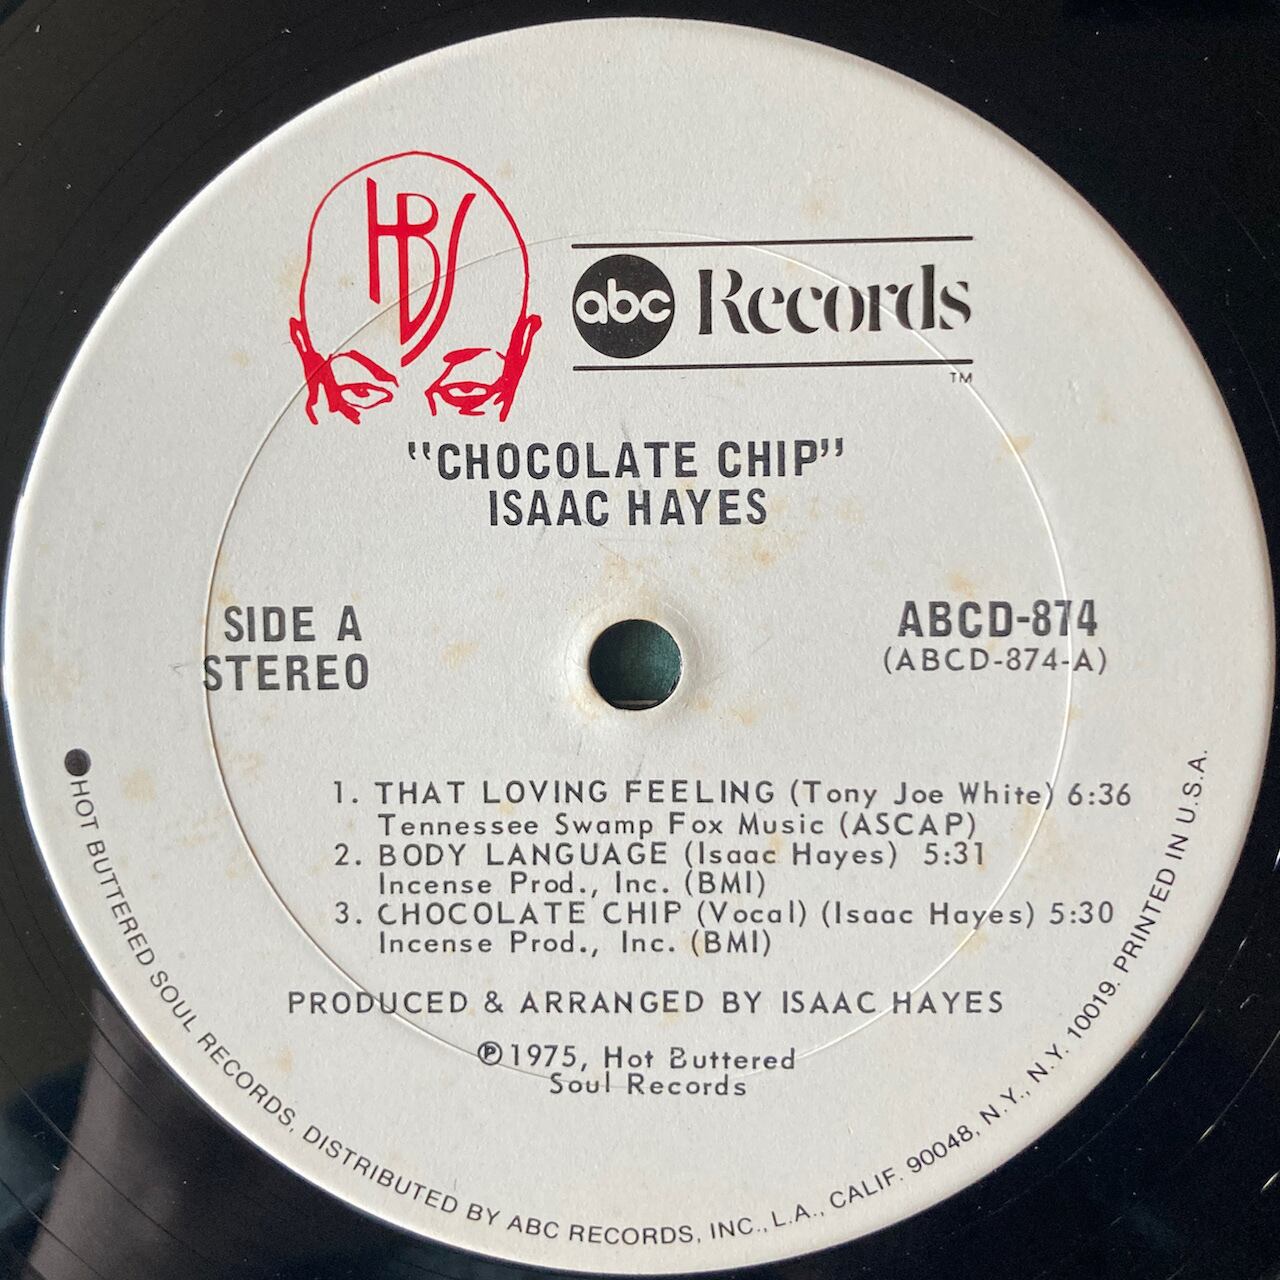 HBS
abc Records
TM
"CHOCOLATE CHIP"
ISAAC HAYES
SIDE A
STEREO
ABCD-874
(ABCD-874-A)
1. THAT LOVING FEELING (Tony Joe White) 6:36
Tennessee Swamp Fox Music (ASCAP)
2. BODY LANGUAGE (Isaac Hayes) 5:31
Incense Prod., Inc. (BMI)
3. CHOCOLATE CHIP (Vocal) (Isaac Hayes) 5:30
Incense Prod., Inc. (BMI)
PRODUCED & ARRANGED BY ISAAC HAYES
℗1975, Hot Buttered
Soul Records
HOT BUTTERED SOUL RECORDS, DISTRIBUTED BY ABC RECORDS, INC., L.A., CALIF. 90048, N.Y., N.Y. 10019. PRINTED IN U.S.A.